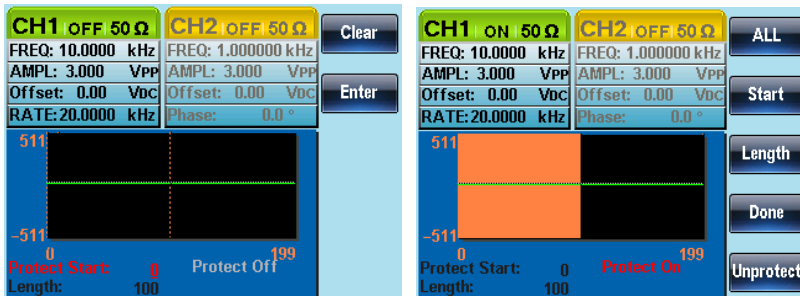 CH1 OFF 50 Ω CH2 OFF 50 Ω Clear
FREQ: 10.0000 kHz FREQ: 1.000000 kHz
AMPL: 3.000 VPP AMPL: 3.000 VPP
Offset: 0.00 VDC Offset: 0.00 VDC Enter
RATE: 20.0000 kHz Phase: 0.0 °
511
-511
0 199
Protect Start: 0 Protect Off
Length: 100
CH1 ON 50 Ω CH2 OFF 50 Ω ALL
FREQ: 10.0000 kHz FREQ: 1.000000 kHz
AMPL: 3.000 VPP AMPL: 3.000 VPP
Offset: 0.00 VDC Offset: 0.00 VDC Start
RATE: 20.0000 kHz Phase: 0.0 °
511
Length
Done
-511
0 199
Protect Start: 0 Protect On
Unprotect
Length: 100